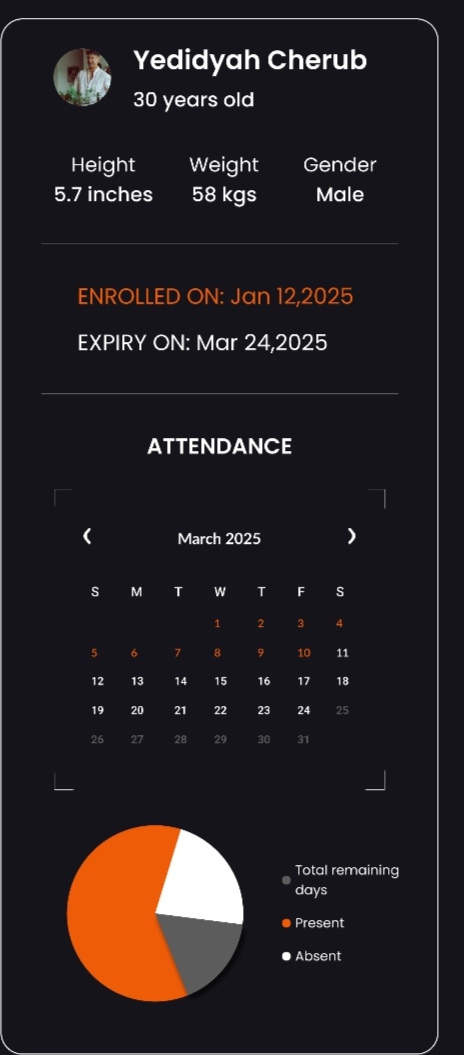 Yedidyah Cherub
30 years old
Height Weight Gender
5.7 inches 58 kgs Male
ENROLLED ON: Jan 12,2025
EXPIRY ON: Mar 24,2025
ATTENDANCE
❮ March 2025 ❯
S M T W T F S
1 2 3 4
5 6 7 8 9 10 11
12 13 14 15 16 17 18
19 20 21 22 23 24 25
26 27 28 29 30 31
Total remaining
days
Present
Absent